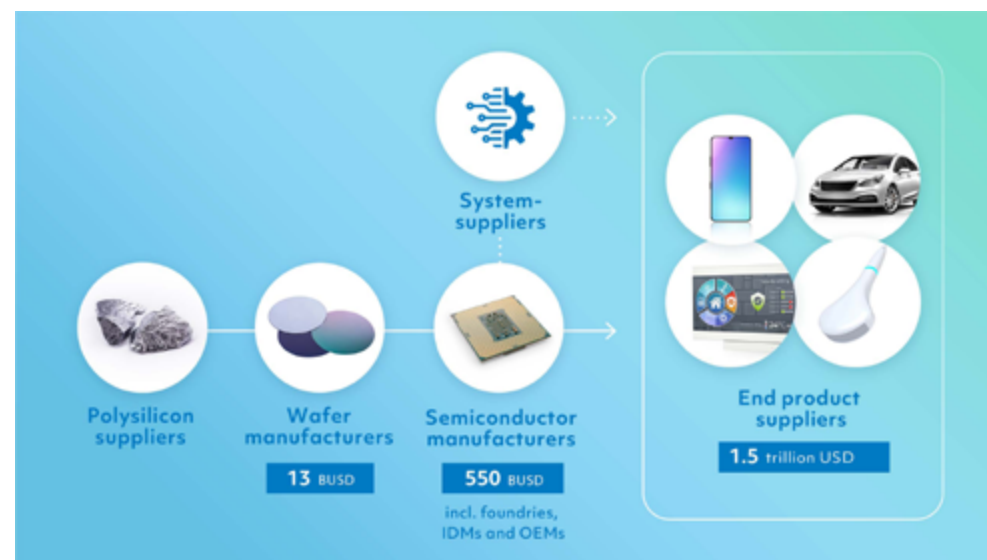 System-
suppliers
Polysilicon
suppliers
Wafer
manufacturers
13 BUSD
Semiconductor
manufacturers
550 BUSD
incl. foundries,
IDMs and OEMs
End product
suppliers
1.5 trillion USD